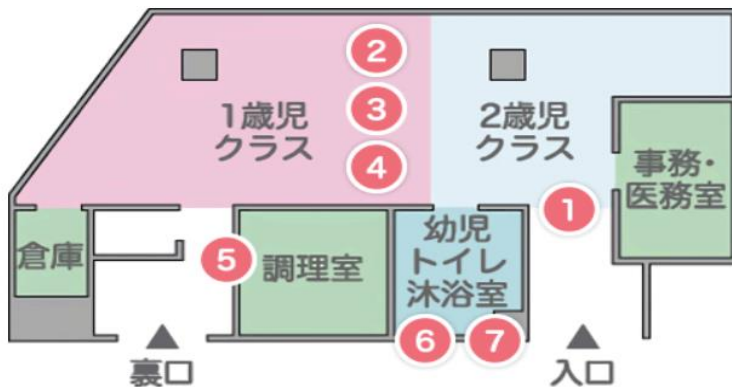 2
3
1歳児
クラス
4
2歳児
クラス
事務・
医務室
1
倉庫
5
調理室
幼児
トイレ
沐浴室
6
7
裏口
入口